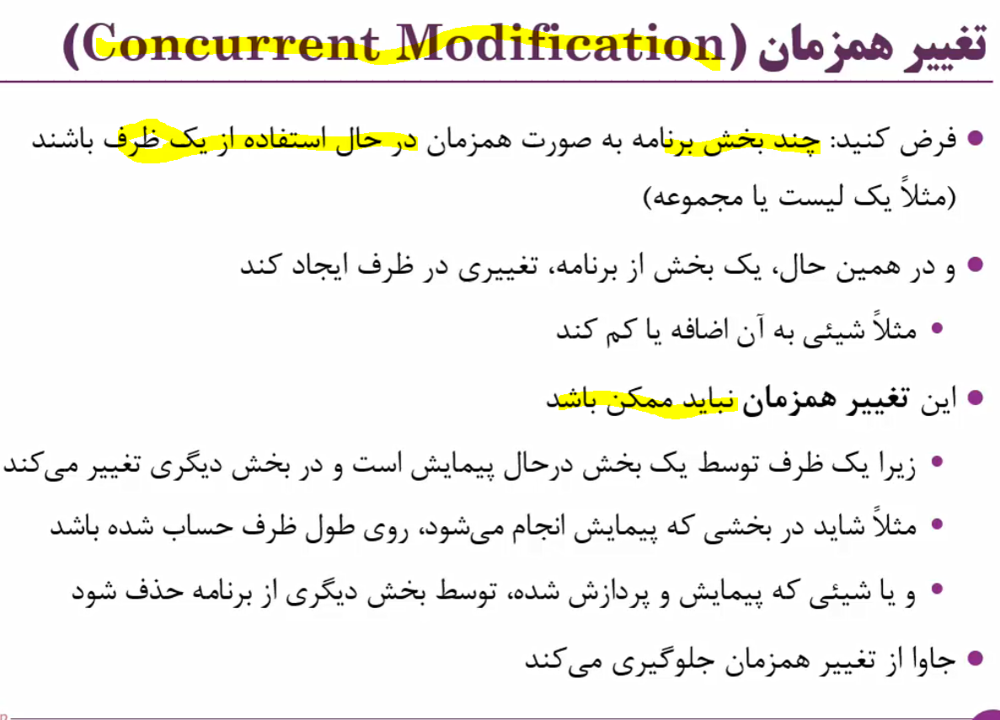 تغییر همزمان (Concurrent Modification)
فرض کنید: چند بخش برنامه به صورت همزمان در حال استفاده از یک ظرف باشند
(مثلاً یک لیست یا مجموعه)
و در همین حال، یک بخش از برنامه، تغییری در ظرف ایجاد کند
مثلاً شیئی به آن اضافه یا کم کند
این تغییر همزمان نباید ممکن باشد
زیرا یک ظرف توسط یک بخش درحال پیمایش است و در بخش دیگری تغییر می‌کند
مثلاً شاید در بخشی که پیمایش انجام می‌شود، روی طول ظرف حساب شده باشد
و یا شیئی که پیمایش و پردازش شده، توسط بخش دیگری از برنامه حذف شود
جاوا از تغییر همزمان جلوگیری می‌کند